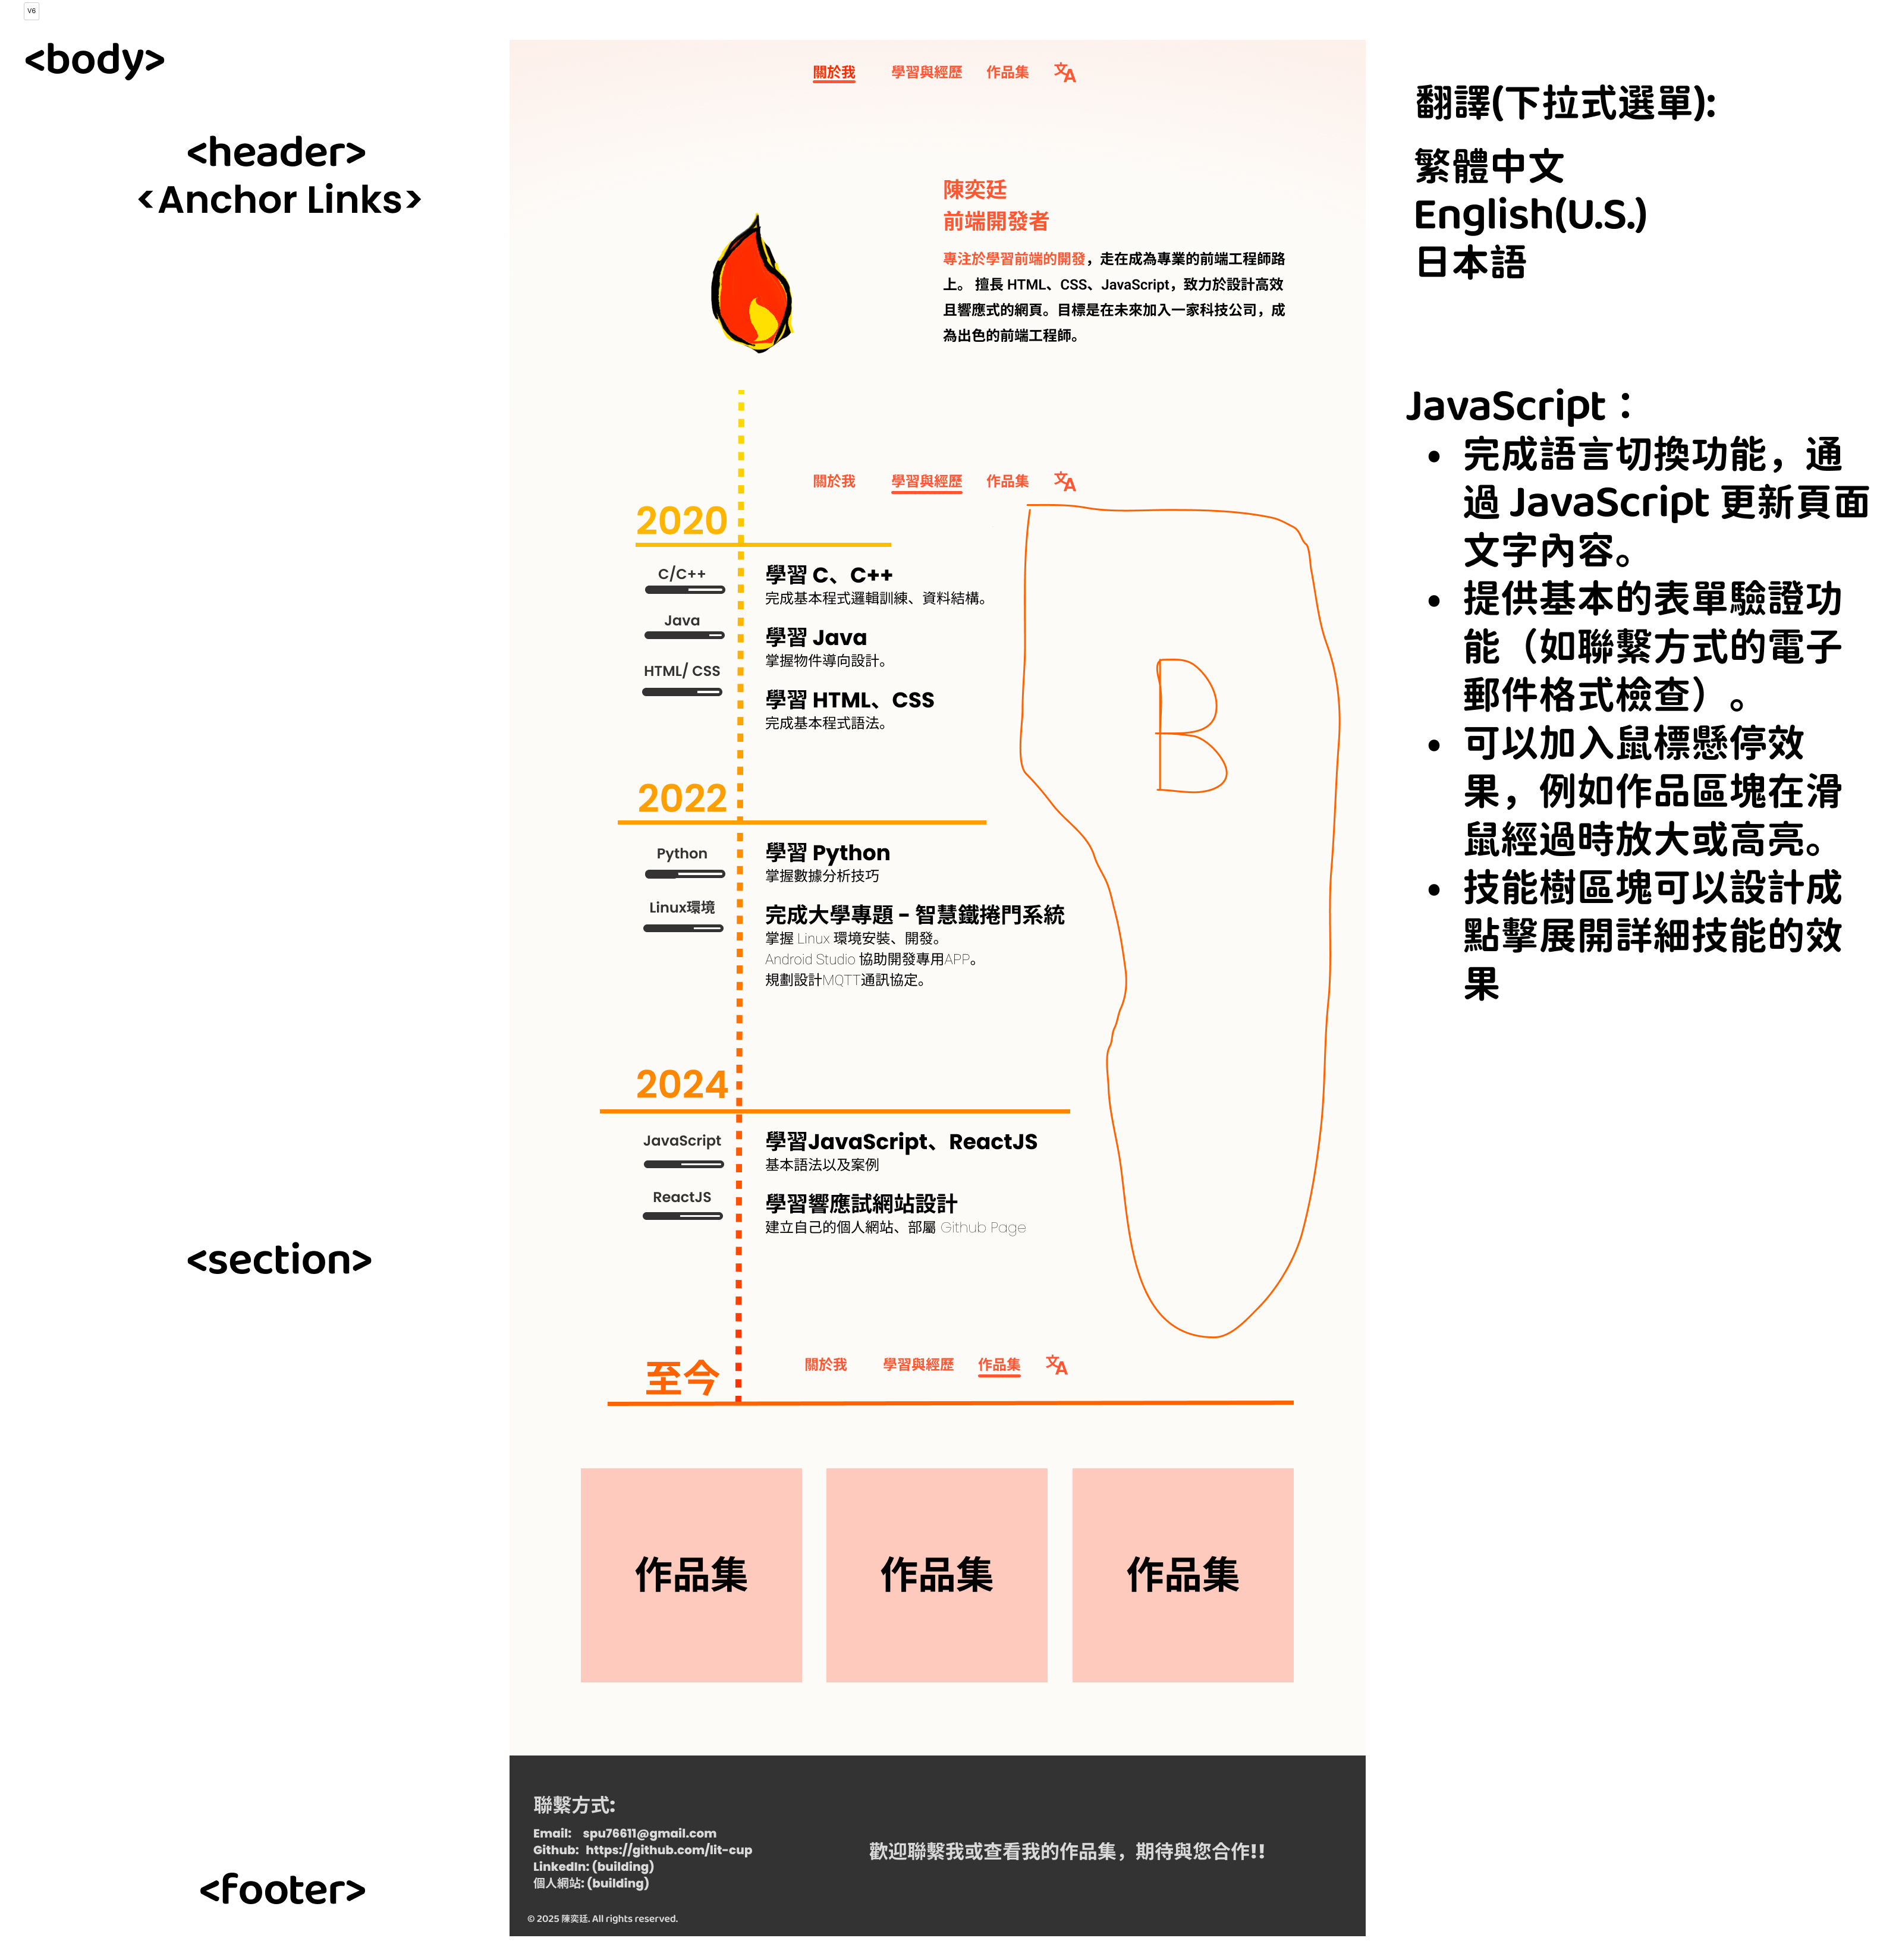 V6
<body>
<header>
<Anchor Links>
關於我 學習與經歷 作品集 文A
陳奕廷
前端開發者
專注於學習前端的開發，走在成為專業的前端工程師路
上。 擅長 HTML、CSS、JavaScript，致力於設計高效
且響應式的網頁。目標是在未來加入一家科技公司，成
為出色的前端工程師。
關於我 學習與經歷 作品集 文A
2020
C/C++
Java
HTML/ CSS
學習 C、C++
完成基本程式邏輯訓練、資料結構。
學習 Java
掌握物件導向設計。
學習 HTML、CSS
完成基本程式語法。
B
2022
Python
Linux環境
學習 Python
掌握數據分析技巧
完成大學專題 – 智慧鐵捲門系統
掌握 Linux 環境安裝、開發。
Android Studio 協助開發專用APP。
規劃設計MQTT通訊協定。
2024
JavaScript
ReactJS
學習JavaScript、ReactJS
基本語法以及案例
學習響應試網站設計
建立自己的個人網站、部屬 Github Page
<section>
至今
關於我 學習與經歷 作品集 文A
作品集 作品集 作品集
<footer>
聯繫方式:
Email: spu76611@gmail.com
Github: https://github.com/lit-cup
LinkedIn: (building)
個人網站: (building)
歡迎聯繫我或查看我的作品集，期待與您合作!!
© 2025 陳奕廷. All rights reserved.
翻譯(下拉式選單):
繁體中文
English(U.S.)
日本語
JavaScript：
• 完成語言切換功能，通
過 JavaScript 更新頁面
文字內容。
• 提供基本的表單驗證功
能（如聯繫方式的電子
郵件格式檢查）。
• 可以加入鼠標懸停效
果，例如作品區塊在滑
鼠經過時放大或高亮。
• 技能樹區塊可以設計成
點擊展開詳細技能的效
果